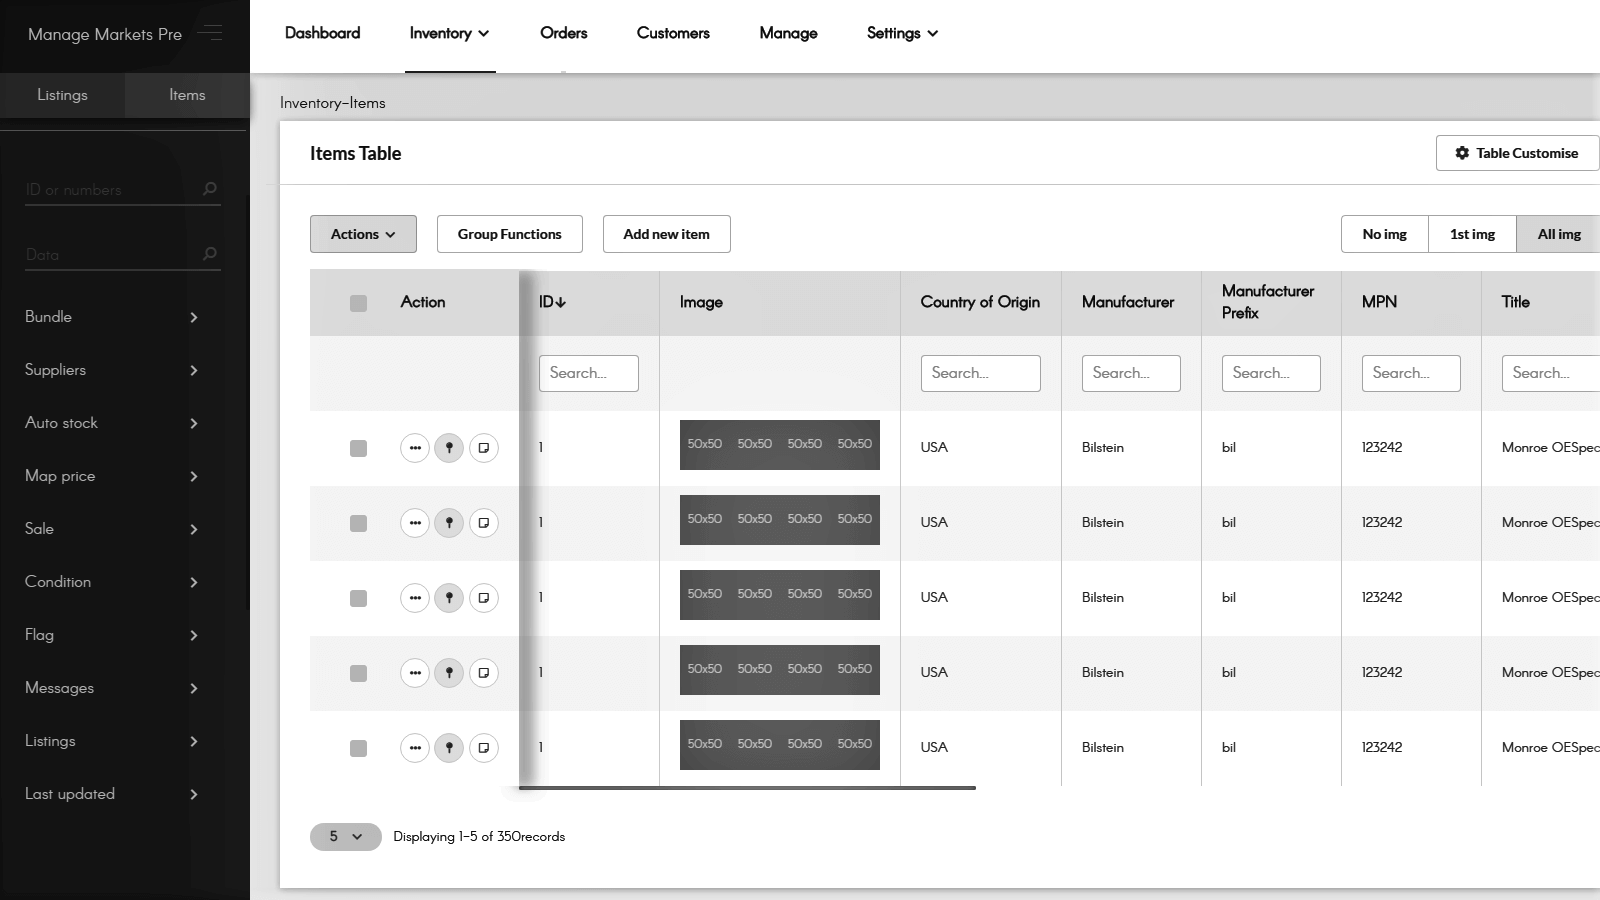 Manage Markets Pre
Dashboard Inventory Orders Customers Manage Settings
Listings Items
Inventory-Items
Items Table
Table Customise
ID or numbers
Data
Actions Group Functions Add new item
No img 1st img All img
Action ID Image Country of Origin Manufacturer Manufacturer Prefix MPN Title
Search... Search... Search... Search... Search... Search...
1 50x50 50x50 50x50 50x50 USA Bilstein bil 123242 Monroe OESpec
1 50x50 50x50 50x50 50x50 USA Bilstein bil 123242 Monroe OESpec
1 50x50 50x50 50x50 50x50 USA Bilstein bil 123242 Monroe OESpec
1 50x50 50x50 50x50 50x50 USA Bilstein bil 123242 Monroe OESpec
1 50x50 50x50 50x50 50x50 USA Bilstein bil 123242 Monroe OESpec
Bundle
Suppliers
Auto stock
Map price
Sale
Condition
Flag
Messages
Listings
Last updated
5 Displaying 1-5 of 350records